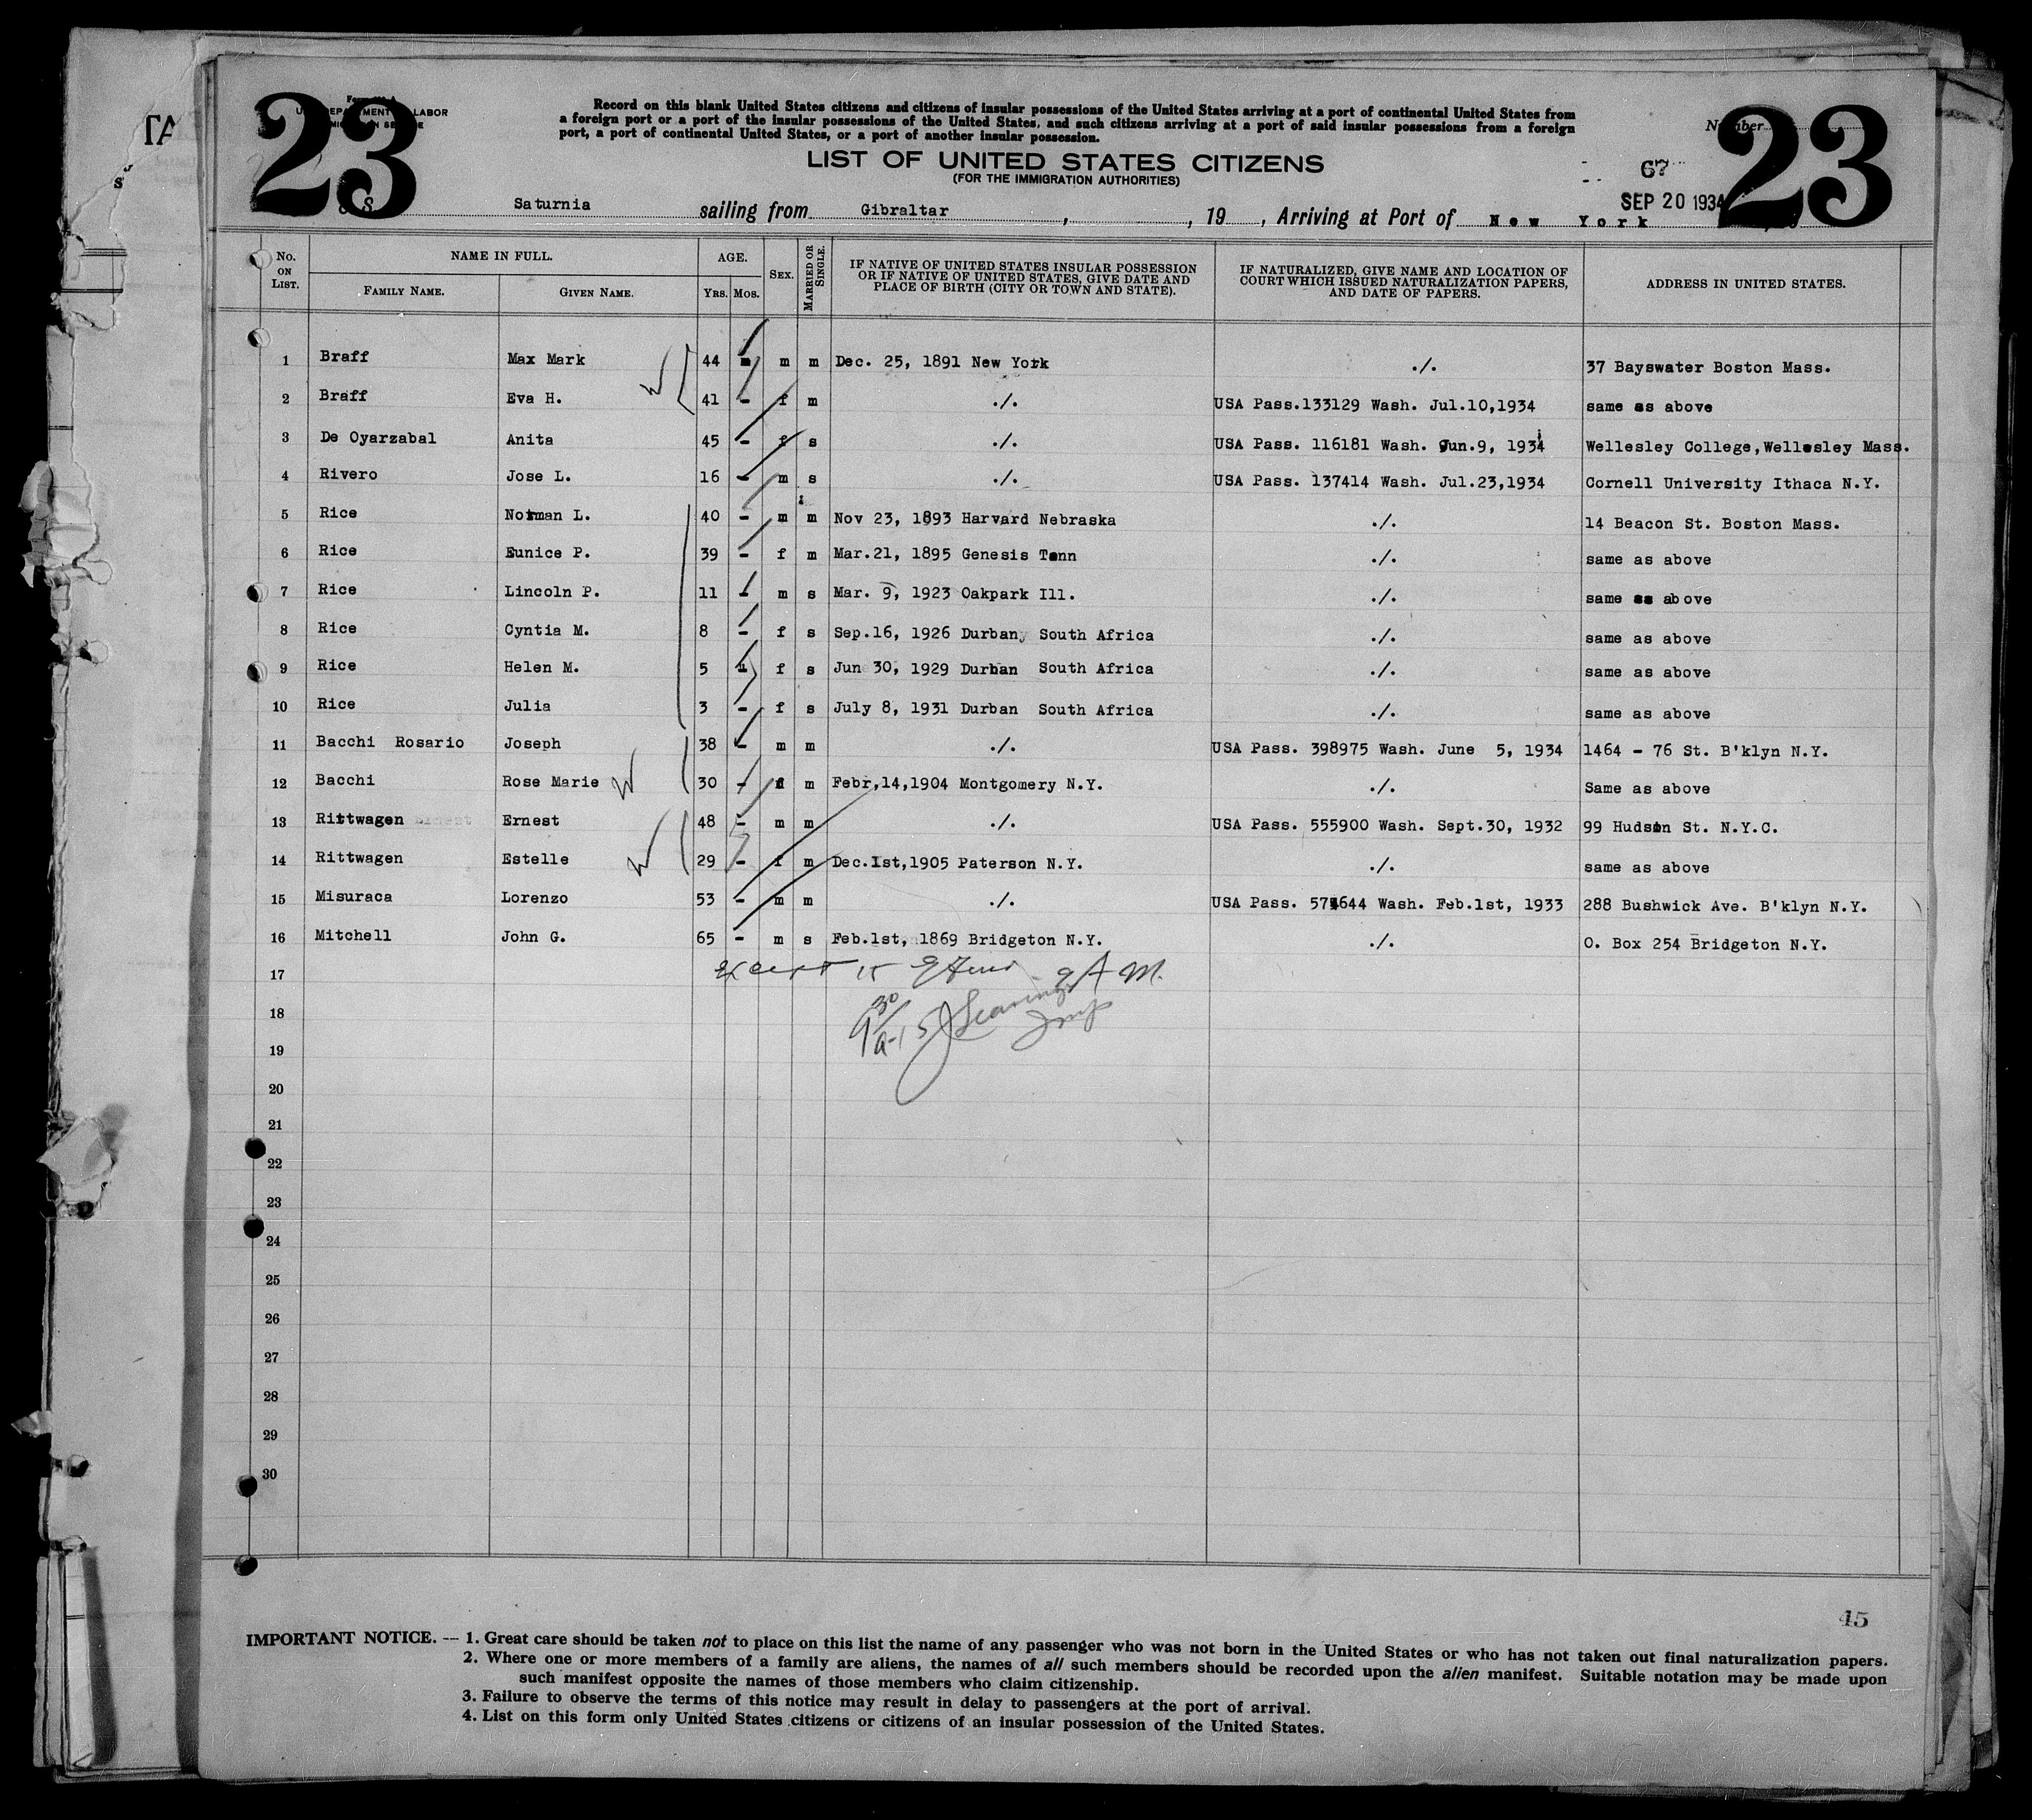 TA
S
23
Form
U. S. DEPARTMENT OF LABOR
IMMIGRATION SERVICE
Record on this blank United States citizens and citizens of insular possessions of the United States arriving at a port of continental United States from
a foreign port or a port of the insular possessions of the United States, and such citizens arriving at a port of said insular possessions from a foreign
port, a port of continental United States, or a port of another insular possession.
LIST OF UNITED STATES CITIZENS
(FOR THE IMMIGRATION AUTHORITIES)
Number
23
67
SEP 20 1934
S. S. Saturnia sailing from Gibraltar , , 19 , Arriving at Port of New York
No. ON LIST. NAME IN FULL. FAMILY NAME. GIVEN NAME. AGE. YRS. MOS. SEX. MARRIED OR SINGLE. IF NATIVE OF UNITED STATES INSULAR POSSESSION OR IF NATIVE OF UNITED STATES, GIVE DATE AND PLACE OF BIRTH (CITY OR TOWN AND STATE). IF NATURALIZED, GIVE NAME AND LOCATION OF COURT WHICH ISSUED NATURALIZATION PAPERS, AND DATE OF PAPERS. ADDRESS IN UNITED STATES.
1 Braff Max Mark 44 - m m Dec. 25, 1891 New York ./. 37 Bayswater Boston Mass.
2 Braff Eva H. 41 - f m ./. USA Pass.133129 Wash. Jul.10,1934 same as above
3 De Oyarzabal Anita 45 - f s ./. USA Pass. 116181 Wash. Jun.9, 1934 Wellesley College,Wellesley Mass.
4 Rivero Jose L. 16 - m s ./. USA Pass. 137414 Wash. Jul.23,1934 Cornell University Ithaca N.Y.
5 Rice Norman L. 40 - m m Nov 23, 1893 Harvard Nebraska ./. 14 Beacon St. Boston Mass.
6 Rice Eunice P. 39 - f m Mar.21, 1895 Genesis Tenn ./. same as above
7 Rice Lincoln P. 11 - m s Mar. 9, 1923 Oakpark Ill. ./. same as above
8 Rice Cyntia M. 8 - f s Sep.16, 1926 Durban, South Africa ./. same as above
9 Rice Helen M. 5 f s Jun 30, 1929 Durban South Africa ./. same as above
10 Rice Julia 3 - f s July 8, 1931 Durban South Africa ./. same as above
11 Bacchi Rosario Joseph 38 - m m ./. USA Pass. 398975 Wash. June 5, 1934 1464 - 76 St. B'klyn N.Y.
12 Bacchi Rose Marie 30 - f m Febr,14,1904 Montgomery N.Y. ./. Same as above
13 Rittwagen Ernest 48 - m m ./. USA Pass. 555900 Wash. Sept.30, 1932 99 Hudson St. N.Y.C.
14 Rittwagen Estelle 29 - f m Dec.1st,1905 Paterson N.Y. ./. same as above
15 Misuraca Lorenzo 53 - m m ./. USA Pass. 574644 Wash. Feb.1st, 1933 288 Bushwick Ave. B'klyn N.Y.
16 Mitchell John G. 65 - m s Feb.1st, 1869 Bridgeton N.Y. ./. O. Box 254 Bridgeton N.Y.
17
18
19
20
21
22
23
24
25
26
27
28
29
30
45
IMPORTANT NOTICE. -- 1. Great care should be taken not to place on this list the name of any passenger who was not born in the United States or who has not taken out final naturalization papers.
2. Where one or more members of a family are aliens, the names of all such members should be recorded upon the alien manifest. Suitable notation may be made upon
such manifest opposite the names of those members who claim citizenship.
3. Failure to observe the terms of this notice may result in delay to passengers at the port of arrival.
4. List on this form only United States citizens or citizens of an insular possession of the United States.